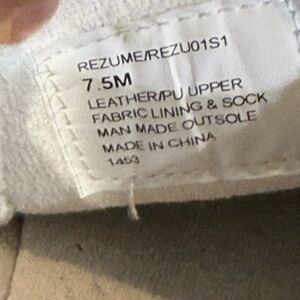 REZUME/REZU01S1
7.5M
LEATHER/PU UPPER
FABRIC LINING & SOCK
MAN MADE OUTSOLE
MADE IN CHINA
1453